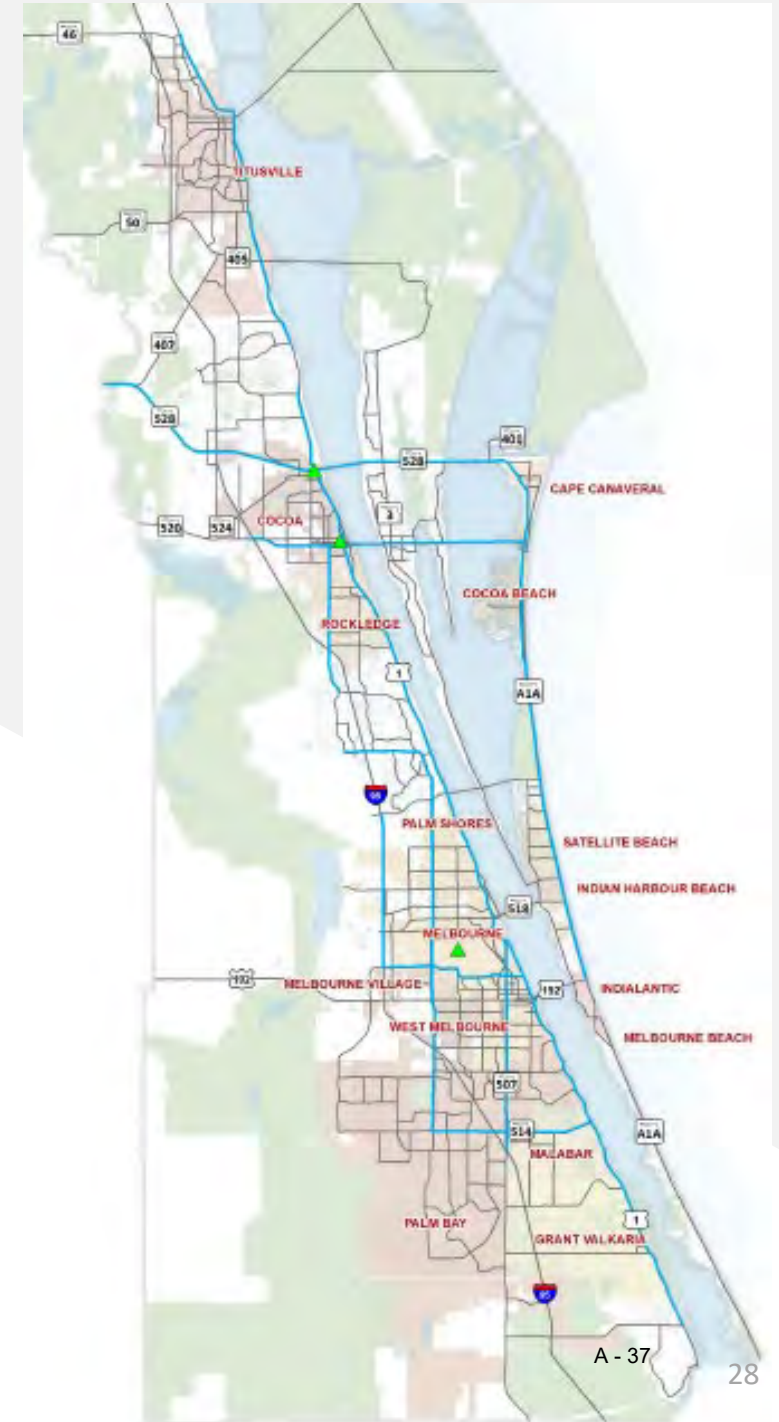 46
TITUSVILLE
50
405
407
528
401
528
CAPE CANAVERAL
3
520
524
COCOA
COCOA BEACH
ROCKLEDGE
1
A1A
95
PALM SHORES
SATELLITE BEACH
INDIAN HARBOUR BEACH
518
MELBOURNE
192
MELBOURNE VILLAGE
192
INDIALANTIC
WEST MELBOURNE
MELBOURNE BEACH
507
514
A1A
MALABAR
PALM BAY
1
GRANT VALKARIA
95
A - 37
28